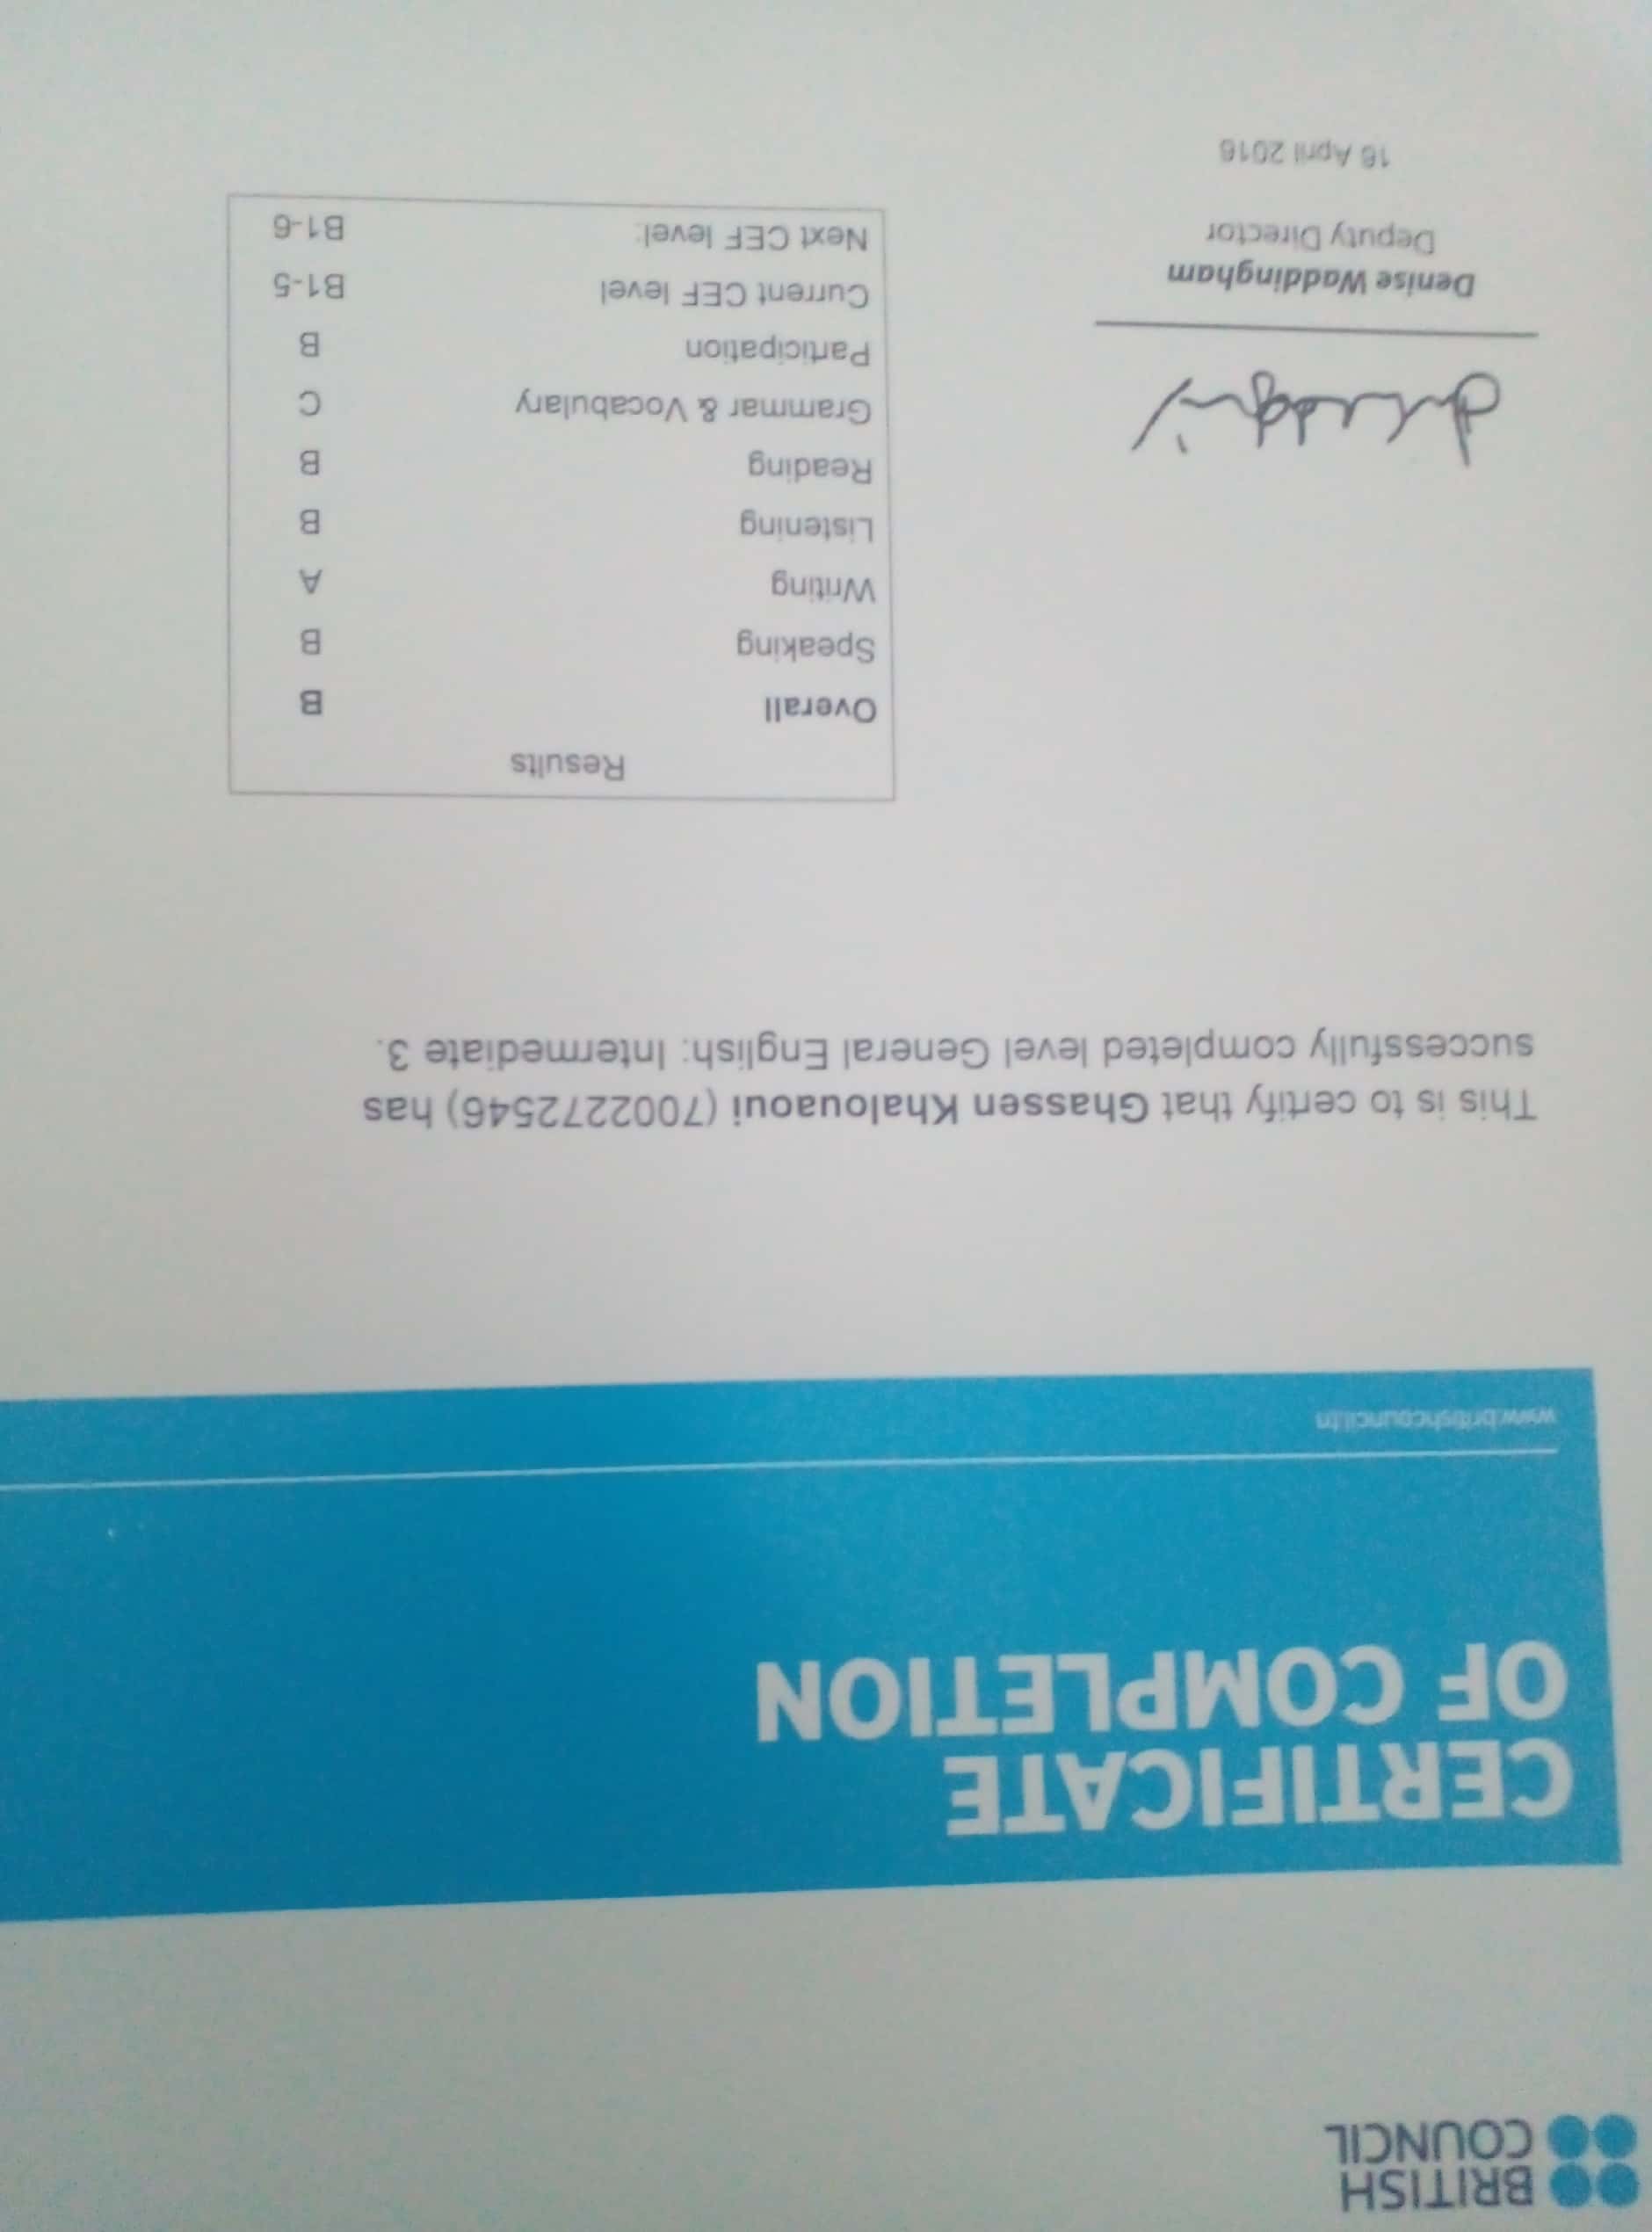 BRITISH
COUNCIL
CERTIFICATE
OF COMPLETION
www.britishcouncil.tn
This is to certify that Ghassen Khalouaoui (7002272546) has
successfully completed level General English: Intermediate 3.
Results
Overall B
Speaking B
Writing A
Listening B
Reading B
Grammar & Vocabulary C
Participation B
Current CEF level B1-5
Next CEF level: B1-6
Denise Waddingham
Deputy Director
16 April 2016